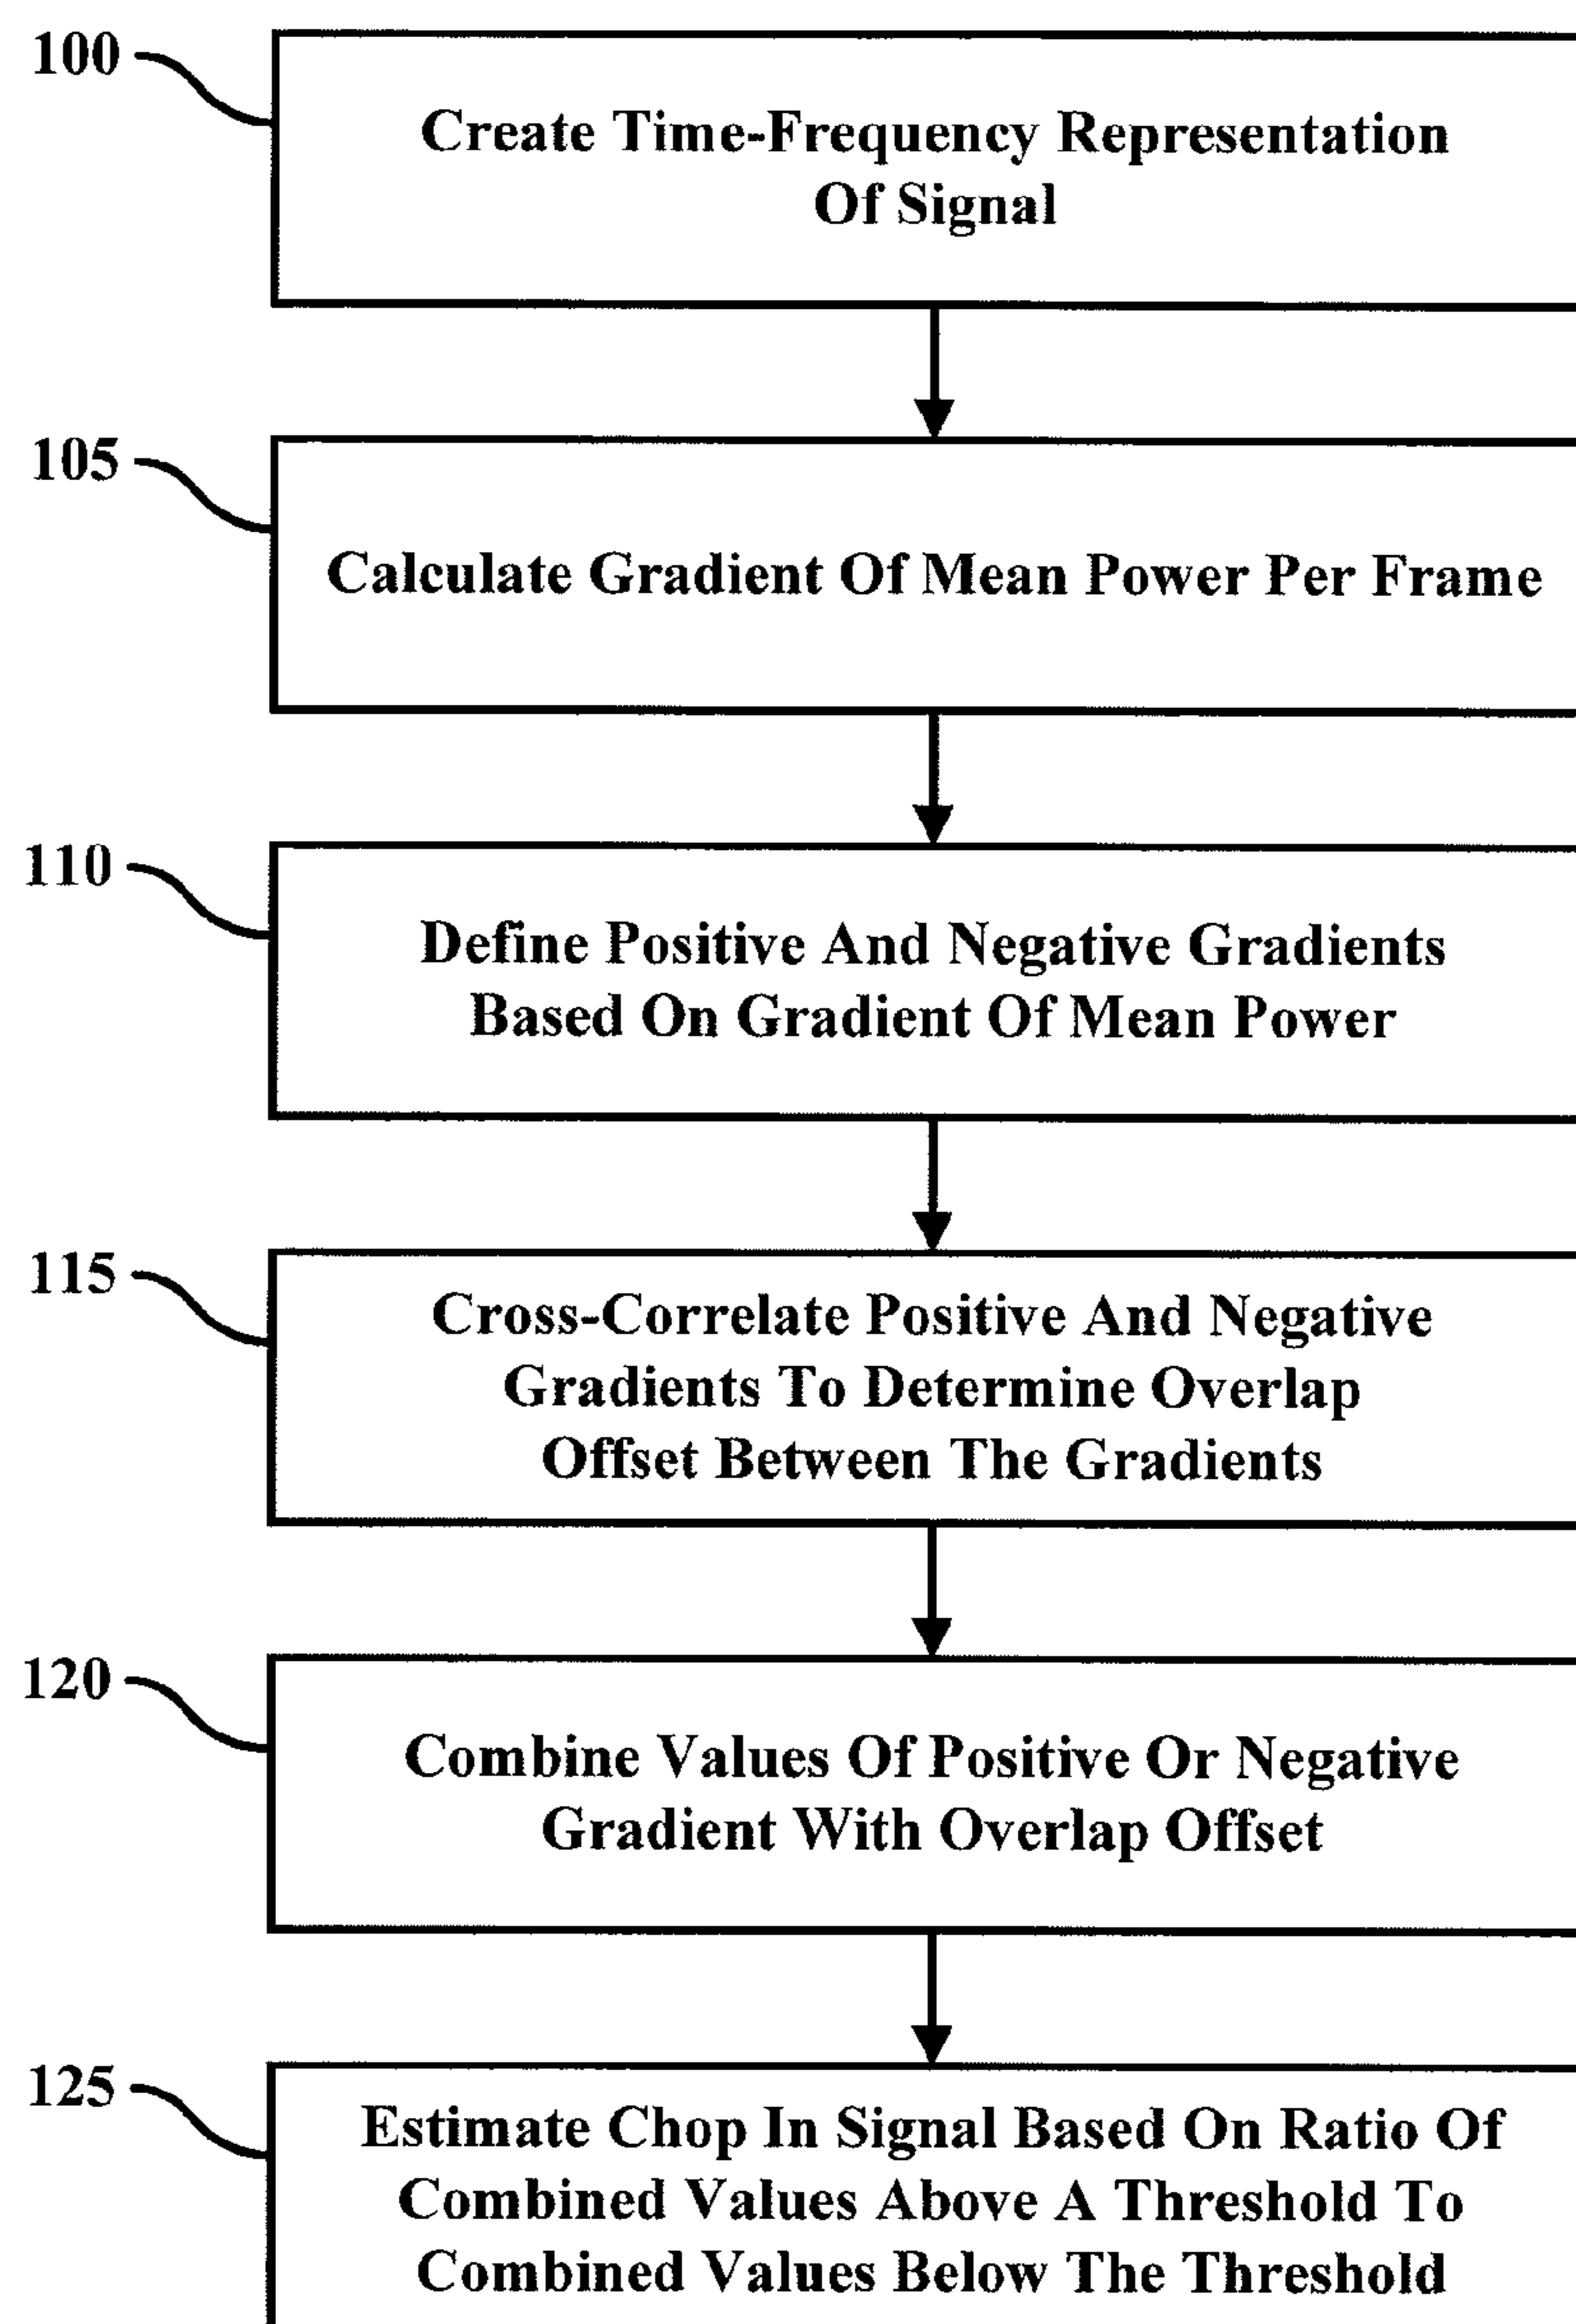 100
Create Time-Frequency Representation
Of Signal
105
Calculate Gradient Of Mean Power Per Frame
110
Define Positive And Negative Gradients
Based On Gradient Of Mean Power
115
Cross-Correlate Positive And Negative
Gradients To Determine Overlap
Offset Between The Gradients
120
Combine Values Of Positive Or Negative
Gradient With Overlap Offset
125
Estimate Chop In Signal Based On Ratio Of
Combined Values Above A Threshold To
Combined Values Below The Threshold